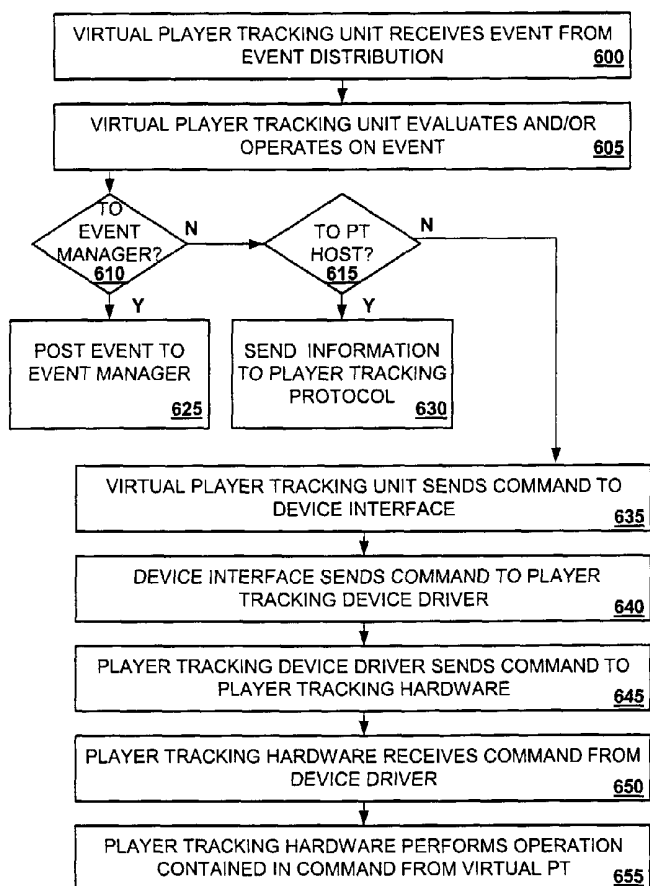 VIRTUAL PLAYER TRACKING UNIT RECEIVES EVENT FROM
EVENT DISTRIBUTION
600
VIRTUAL PLAYER TRACKING UNIT EVALUATES AND/OR
OPERATES ON EVENT
605
TO
EVENT
MANAGER?
610
N
Y
TO PT
HOST?
615
N
Y
POST EVENT TO
EVENT MANAGER
625
SEND INFORMATION
TO PLAYER TRACKING
PROTOCOL
630
VIRTUAL PLAYER TRACKING UNIT SENDS COMMAND TO
DEVICE INTERFACE
635
DEVICE INTERFACE SENDS COMMAND TO PLAYER
TRACKING DEVICE DRIVER
640
PLAYER TRACKING DEVICE DRIVER SENDS COMMAND TO
PLAYER TRACKING HARDWARE
645
PLAYER TRACKING HARDWARE RECEIVES COMMAND FROM
DEVICE DRIVER
650
PLAYER TRACKING HARDWARE PERFORMS OPERATION
CONTAINED IN COMMAND FROM VIRTUAL PT
655